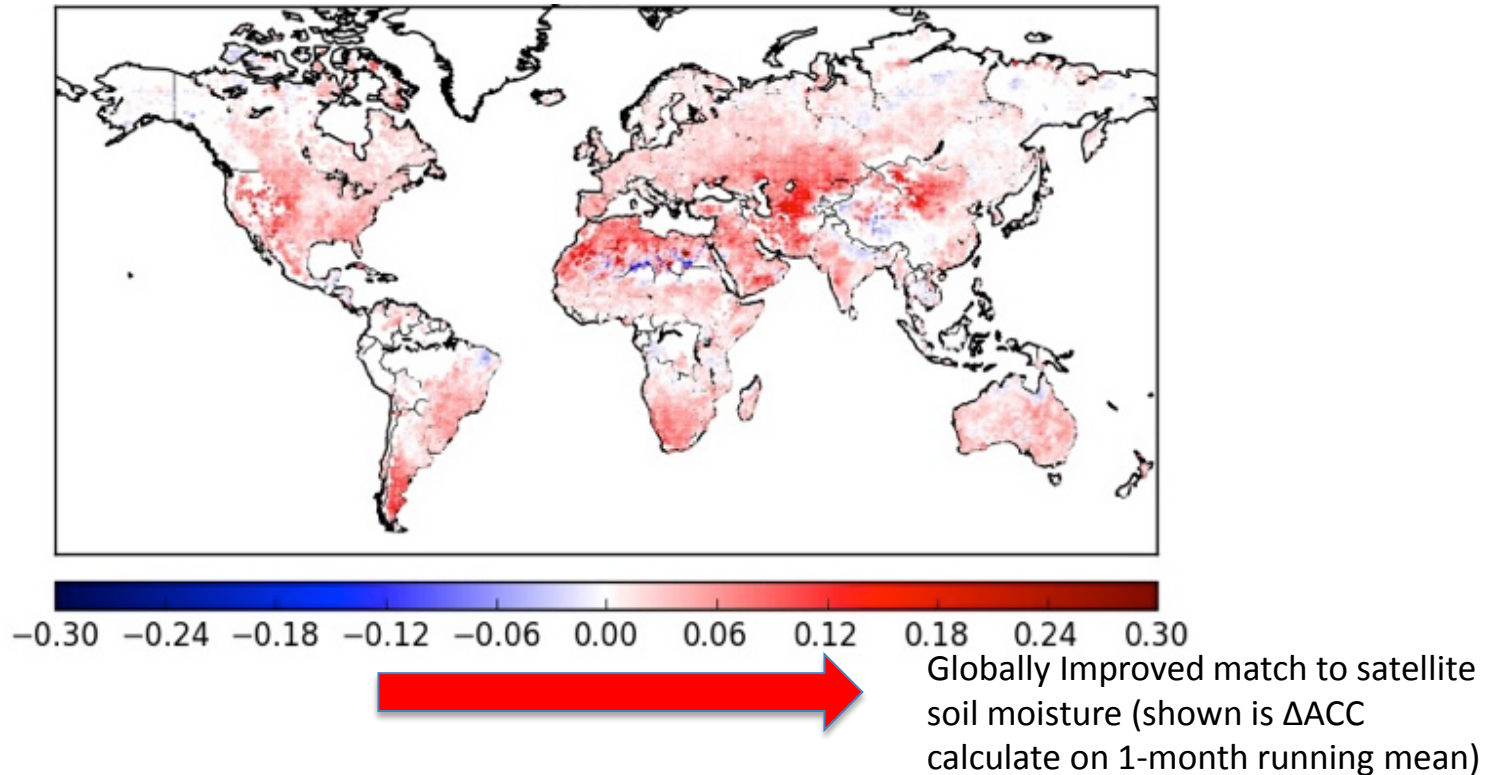 −0.30 −0.24 −0.18 −0.12 −0.06 0.00 0.06 0.12 0.18 0.24 0.30
Globally Improved match to satellite
soil moisture (shown is ΔACC
calculate on 1-month running mean)